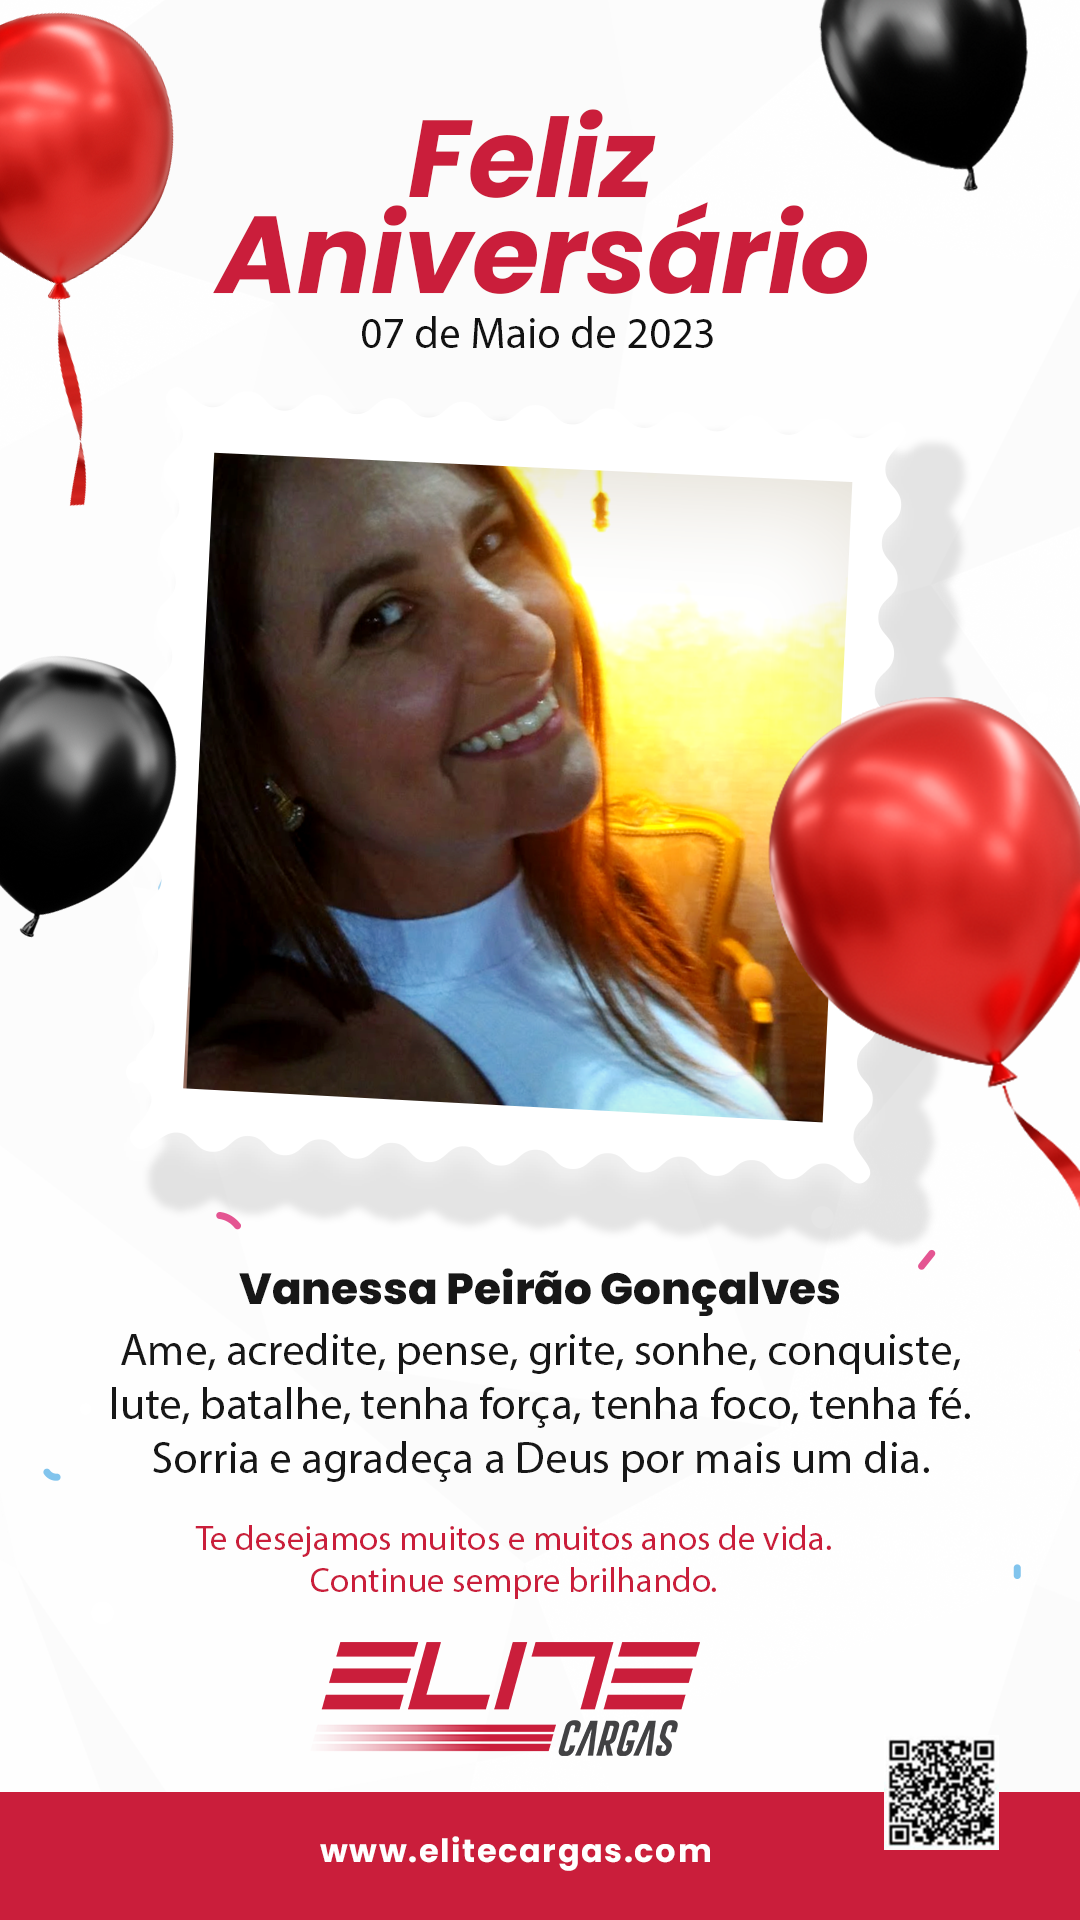 Feliz
Aniversário
07 de Maio de 2023
Vanessa Peirão Gonçalves
Ame, acredite, pense, grite, sonhe, conquiste,
lute, batalhe, tenha força, tenha foco, tenha fé.
Sorria e agradeça a Deus por mais um dia.
Te desejamos muitos e muitos anos de vida.
Continue sempre brilhando.
ELITE
CARGAS
www.elitecargas.com